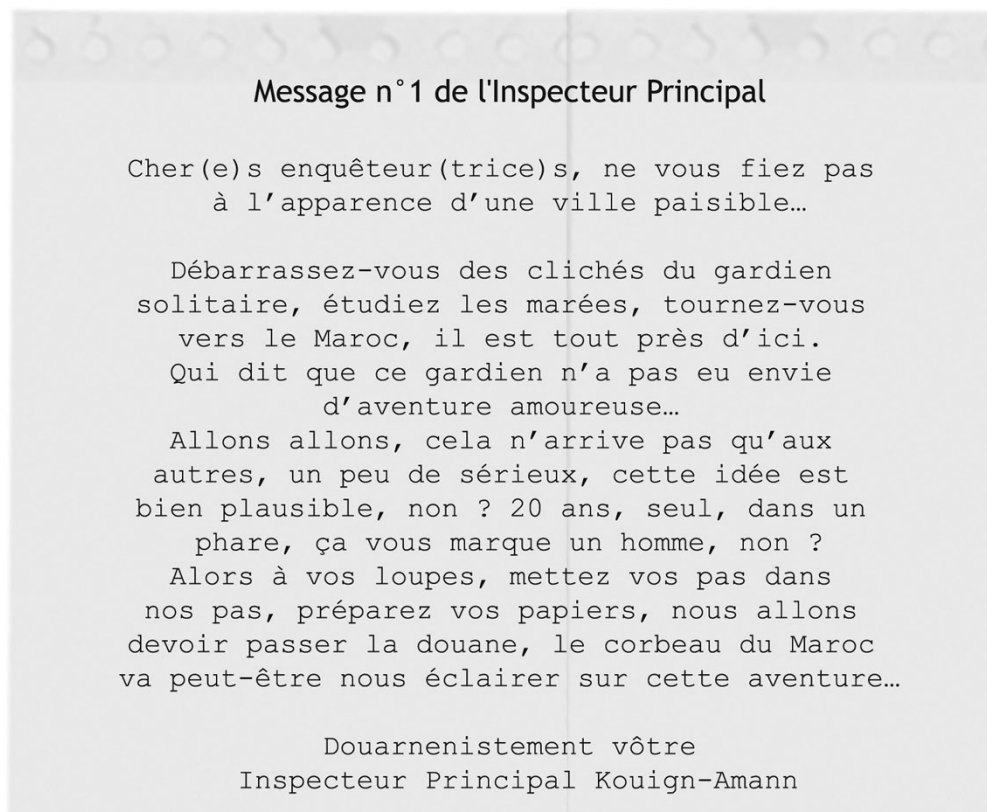 Message n°1 de l'Inspecteur Principal
Cher(e)s enquêteur(trice)s, ne vous fiez pas
à l’apparence d’une ville paisible…
Débarrassez-vous des clichés du gardien
solitaire, étudiez les marées, tournez-vous
vers le Maroc, il est tout près d’ici.
Qui dit que ce gardien n’a pas eu envie
d’aventure amoureuse…
Allons allons, cela n’arrive pas qu’aux
autres, un peu de sérieux, cette idée est
bien plausible, non ? 20 ans, seul, dans un
phare, ça vous marque un homme, non ?
Alors à vos loupes, mettez vos pas dans
nos pas, préparez vos papiers, nous allons
devoir passer la douane, le corbeau du Maroc
va peut-être nous éclairer sur cette aventure…
Douarnenistement vôtre
Inspecteur Principal Kouign-Amann